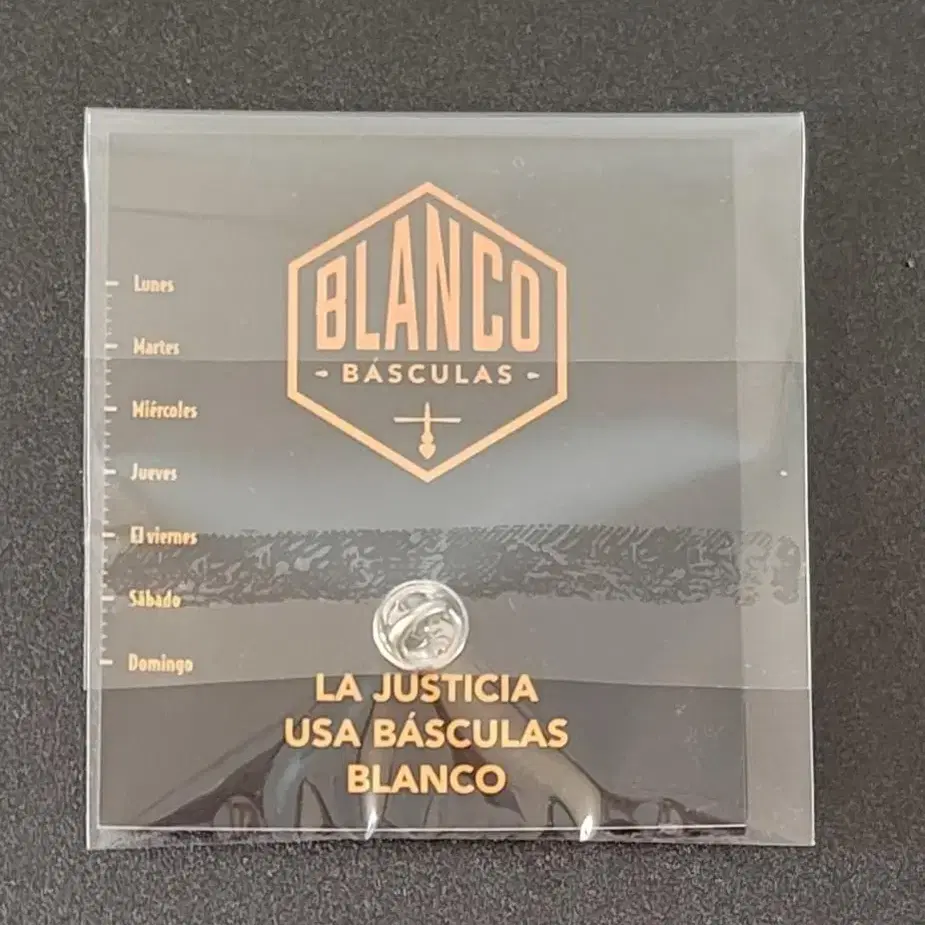 BLANCO
BÁSCULAS
Lunes
Martes
Miércoles
Jueves
El viernes
Sábado
Domingo
LA JUSTICIA
USA BÁSCULAS
BLANCO